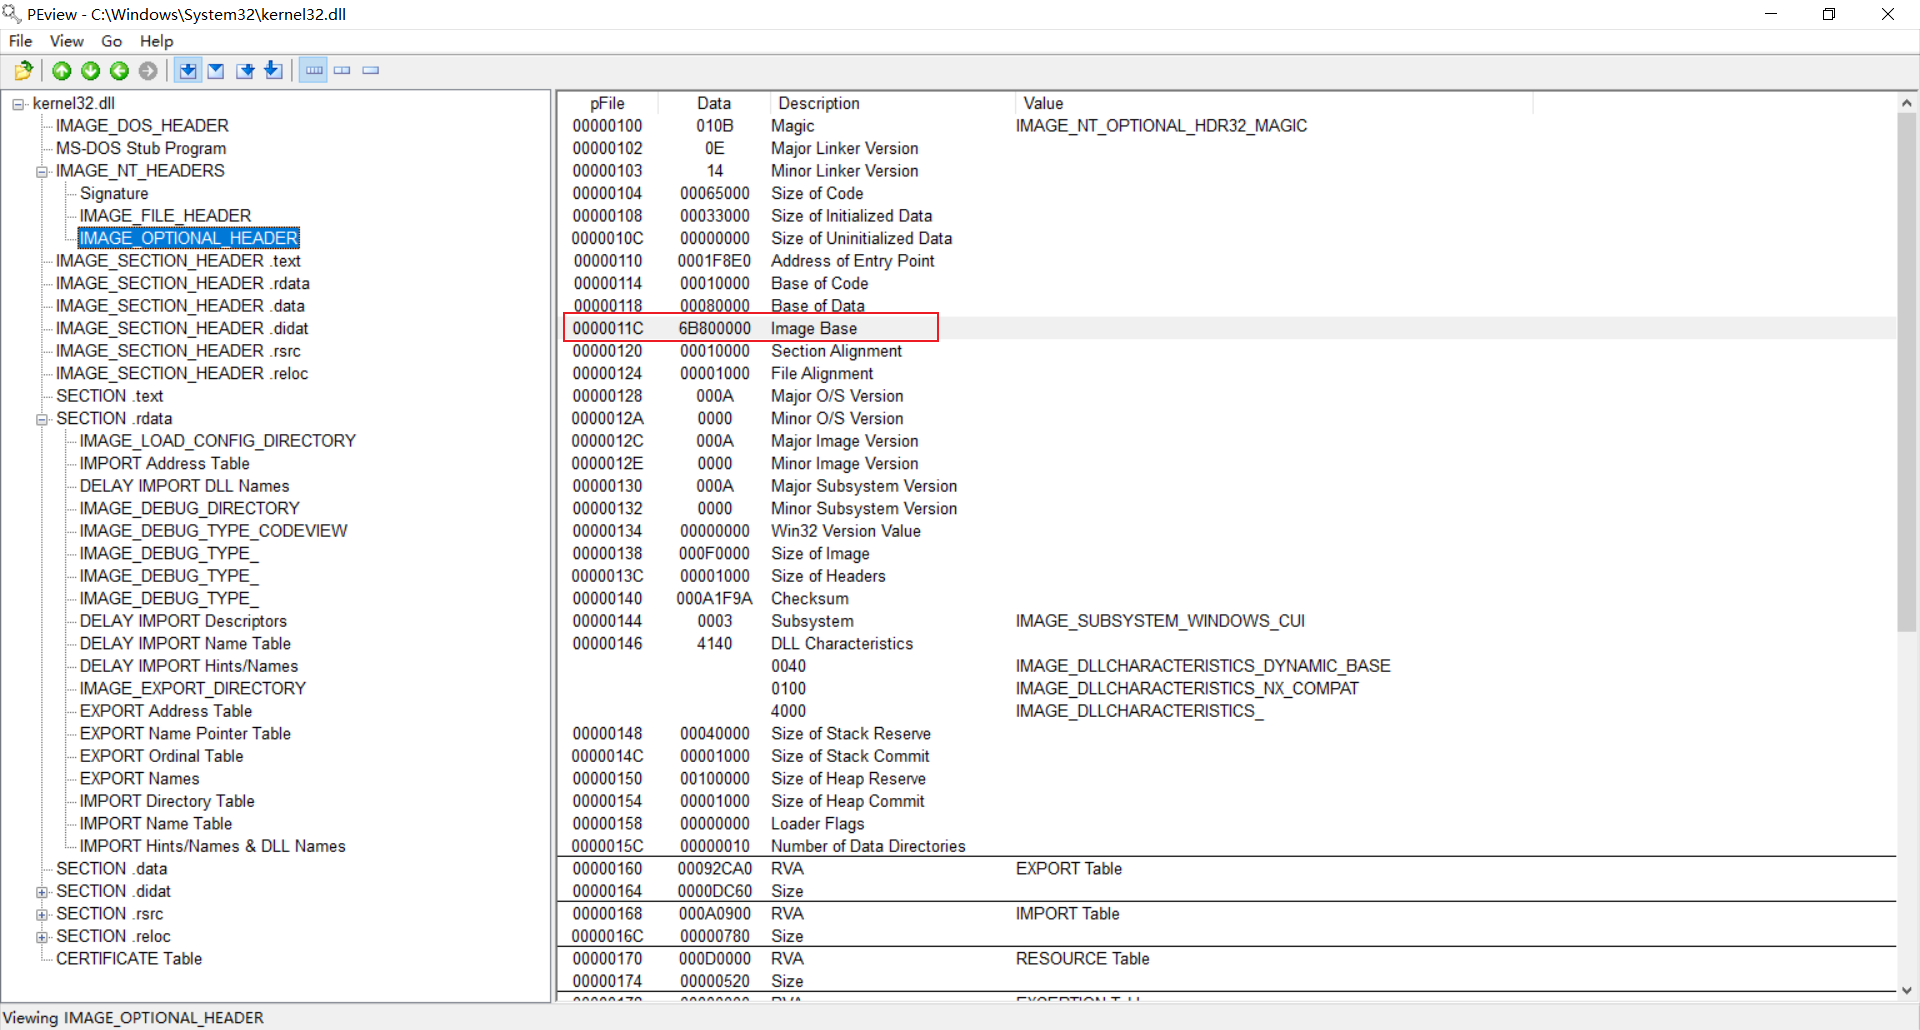 PEview - C:\Windows\System32\kernel32.dll
File View Go Help
kernel32.dll
IMAGE_DOS_HEADER
MS-DOS Stub Program
IMAGE_NT_HEADERS
Signature
IMAGE_FILE_HEADER
IMAGE_OPTIONAL_HEADER
IMAGE_SECTION_HEADER .text
IMAGE_SECTION_HEADER .rdata
IMAGE_SECTION_HEADER .data
IMAGE_SECTION_HEADER .didat
IMAGE_SECTION_HEADER .rsrc
IMAGE_SECTION_HEADER .reloc
SECTION .text
SECTION .rdata
IMAGE_LOAD_CONFIG_DIRECTORY
IMPORT Address Table
DELAY IMPORT DLL Names
IMAGE_DEBUG_DIRECTORY
IMAGE_DEBUG_TYPE_CODEVIEW
IMAGE_DEBUG_TYPE_
IMAGE_DEBUG_TYPE_
IMAGE_DEBUG_TYPE_
DELAY IMPORT Descriptors
DELAY IMPORT Name Table
DELAY IMPORT Hints/Names
IMAGE_EXPORT_DIRECTORY
EXPORT Address Table
EXPORT Name Pointer Table
EXPORT Ordinal Table
EXPORT Names
IMPORT Directory Table
IMPORT Name Table
IMPORT Hints/Names & DLL Names
SECTION .data
SECTION .didat
SECTION .rsrc
SECTION .reloc
CERTIFICATE Table
pFile Data Description Value
00000100 010B Magic IMAGE_NT_OPTIONAL_HDR32_MAGIC
00000102 0E Major Linker Version
00000103 14 Minor Linker Version
00000104 00065000 Size of Code
00000108 00033000 Size of Initialized Data
0000010C 00000000 Size of Uninitialized Data
00000110 0001F8E0 Address of Entry Point
00000114 00010000 Base of Code
00000118 00080000 Base of Data
0000011C 6B800000 Image Base
00000120 00010000 Section Alignment
00000124 00001000 File Alignment
00000128 000A Major O/S Version
0000012A 0000 Minor O/S Version
0000012C 000A Major Image Version
0000012E 0000 Minor Image Version
00000130 000A Major Subsystem Version
00000132 0000 Minor Subsystem Version
00000134 00000000 Win32 Version Value
00000138 000F0000 Size of Image
0000013C 00001000 Size of Headers
00000140 000A1F9A Checksum
00000144 0003 Subsystem IMAGE_SUBSYSTEM_WINDOWS_CUI
00000146 4140 DLL Characteristics
0040 IMAGE_DLLCHARACTERISTICS_DYNAMIC_BASE
0100 IMAGE_DLLCHARACTERISTICS_NX_COMPAT
4000 IMAGE_DLLCHARACTERISTICS_
00000148 00040000 Size of Stack Reserve
0000014C 00001000 Size of Stack Commit
00000150 00100000 Size of Heap Reserve
00000154 00001000 Size of Heap Commit
00000158 00000000 Loader Flags
0000015C 00000010 Number of Data Directories
00000160 00092CA0 RVA EXPORT Table
00000164 0000DC60 Size
00000168 000A0900 RVA IMPORT Table
0000016C 00000780 Size
00000170 000D0000 RVA RESOURCE Table
00000174 00000520 Size
Viewing IMAGE_OPTIONAL_HEADER